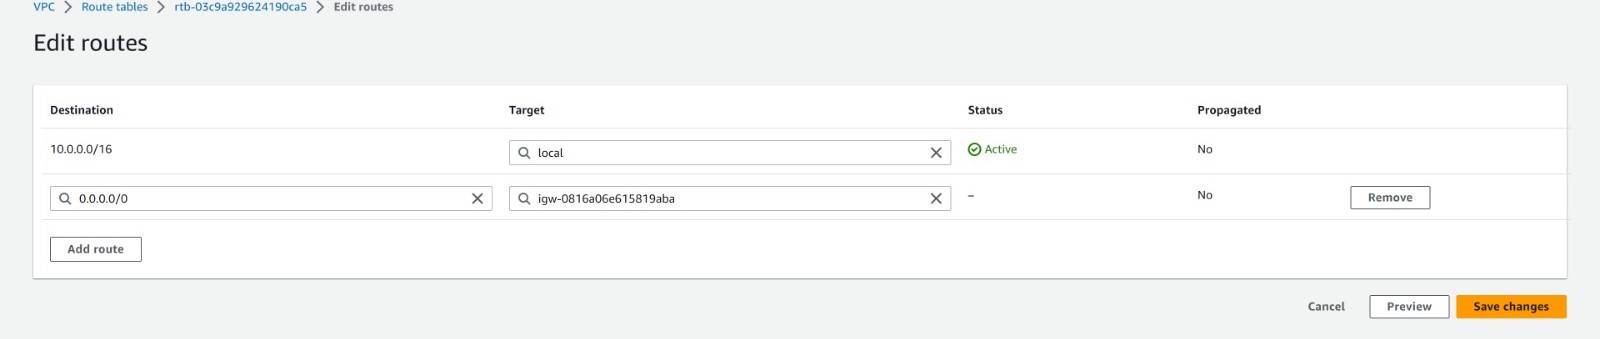 VPC > Route tables > rtb-03c9a929624190ca5 > Edit routes
Edit routes
Destination Target Status Propagated
10.0.0.0/16 local Active No
0.0.0.0/0 igw-0816a06e615819aba – No Remove
Add route
Cancel Preview Save changes